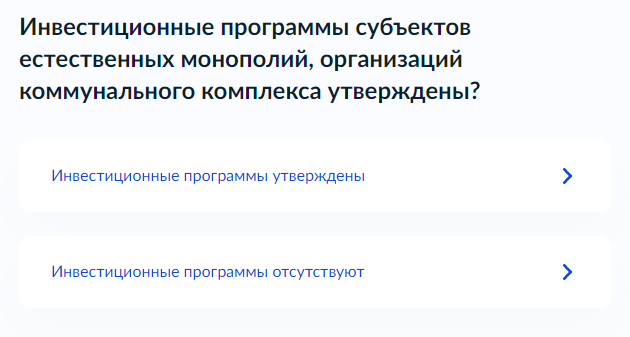 Инвестиционные программы субъектов
естественных монополий, организаций
коммунального комплекса утверждены?
Инвестиционные программы утверждены
Инвестиционные программы отсутствуют